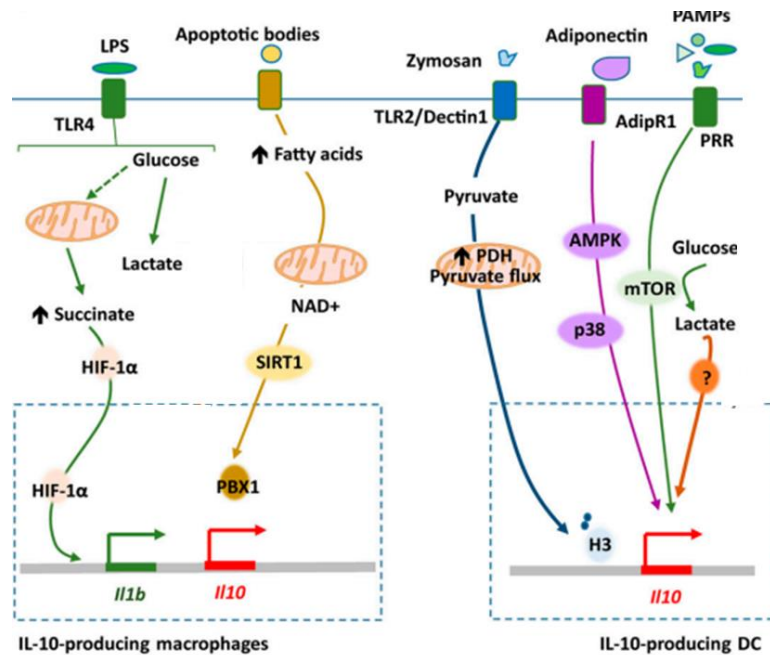 LPS
Apoptotic bodies
TLR4
Glucose
Lactate
Succinate
HIF-1α
HIF-1α
Fatty acids
NAD+
SIRT1
PBX1
Il1b
Il10
IL-10-producing macrophages
Zymosan
Adiponectin
PAMPs
TLR2/Dectin1
AdipR1
PRR
Pyruvate
PDH
Pyruvate flux
AMPK
p38
mTOR
Glucose
Lactate
?
H3
Il10
IL-10-producing DC